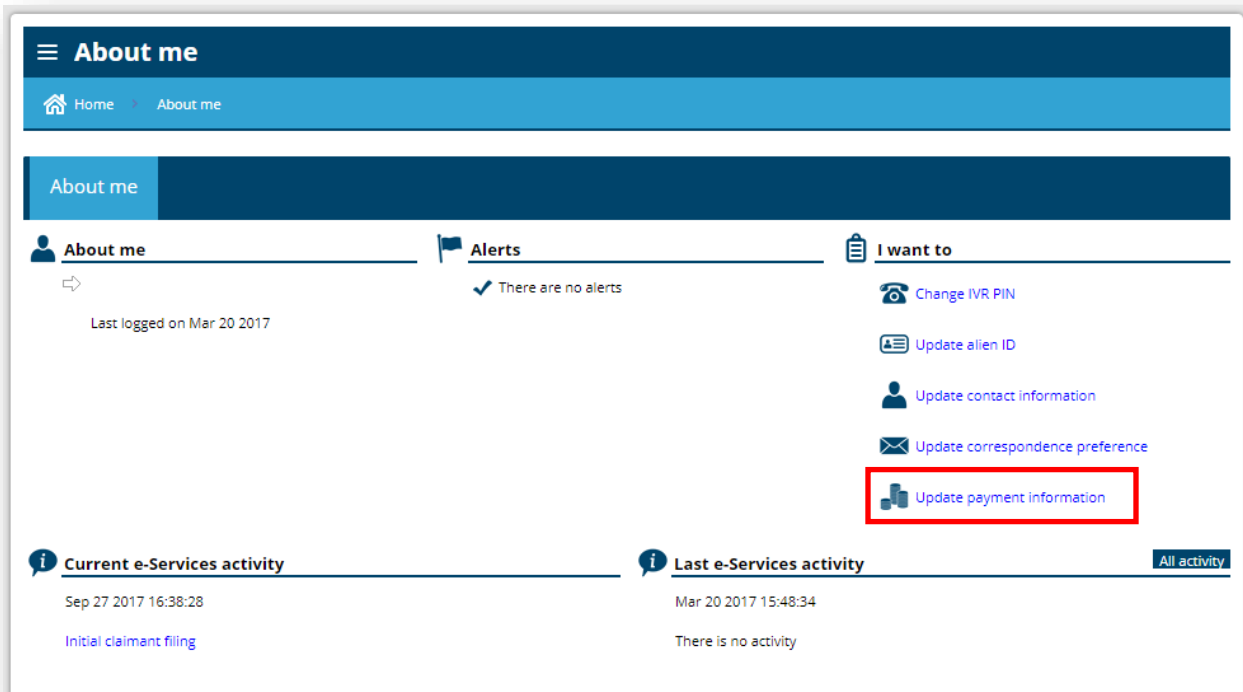 About me
Home > About me
About me
About me
Last logged on Mar 20 2017
Alerts
There are no alerts
I want to
Change IVR PIN
Update alien ID
Update contact information
Update correspondence preference
Update payment information
Current e-Services activity
Sep 27 2017 16:38:28
Initial claimant filing
Last e-Services activity
All activity
Mar 20 2017 15:48:34
There is no activity